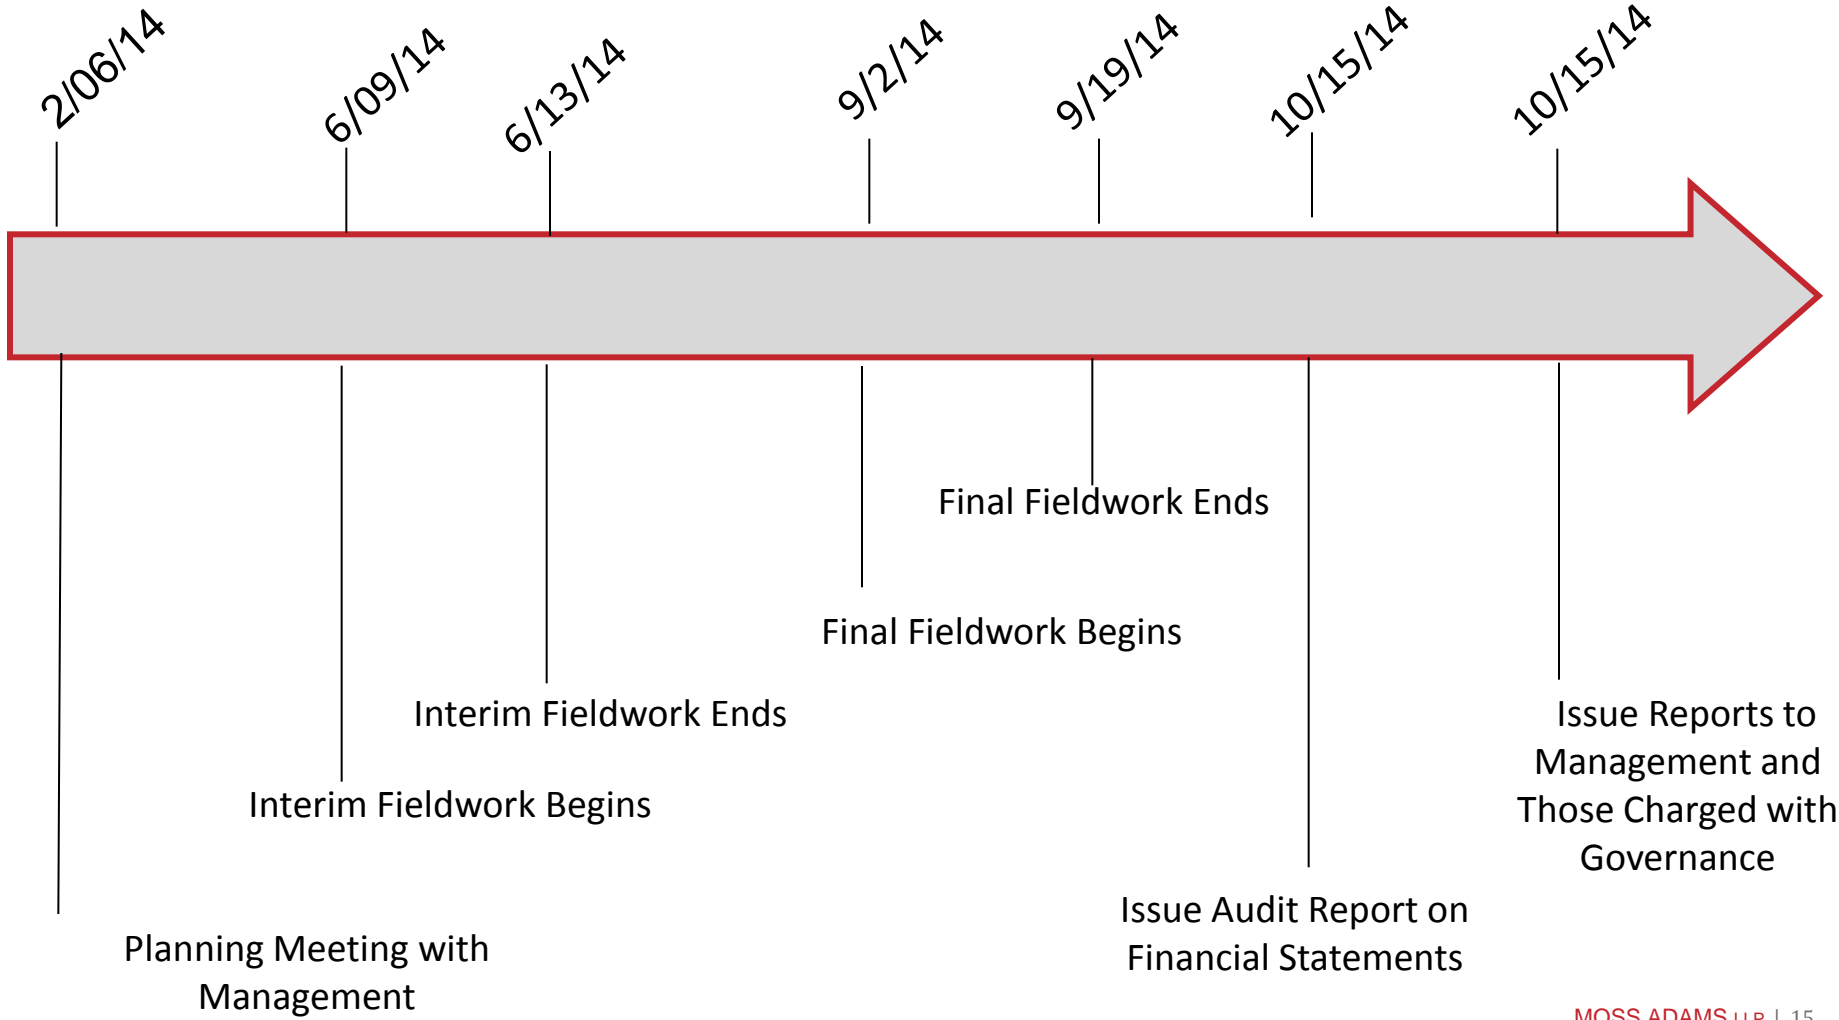 2/06/14
6/09/14
6/13/14
9/2/14
9/19/14
10/15/14
10/15/14
Final Fieldwork Ends
Final Fieldwork Begins
Interim Fieldwork Ends
Interim Fieldwork Begins
Issue Reports to
Management and
Those Charged with
Governance
Issue Audit Report on
Financial Statements
Planning Meeting with
Management
MOSS ADAMS LLP | 15